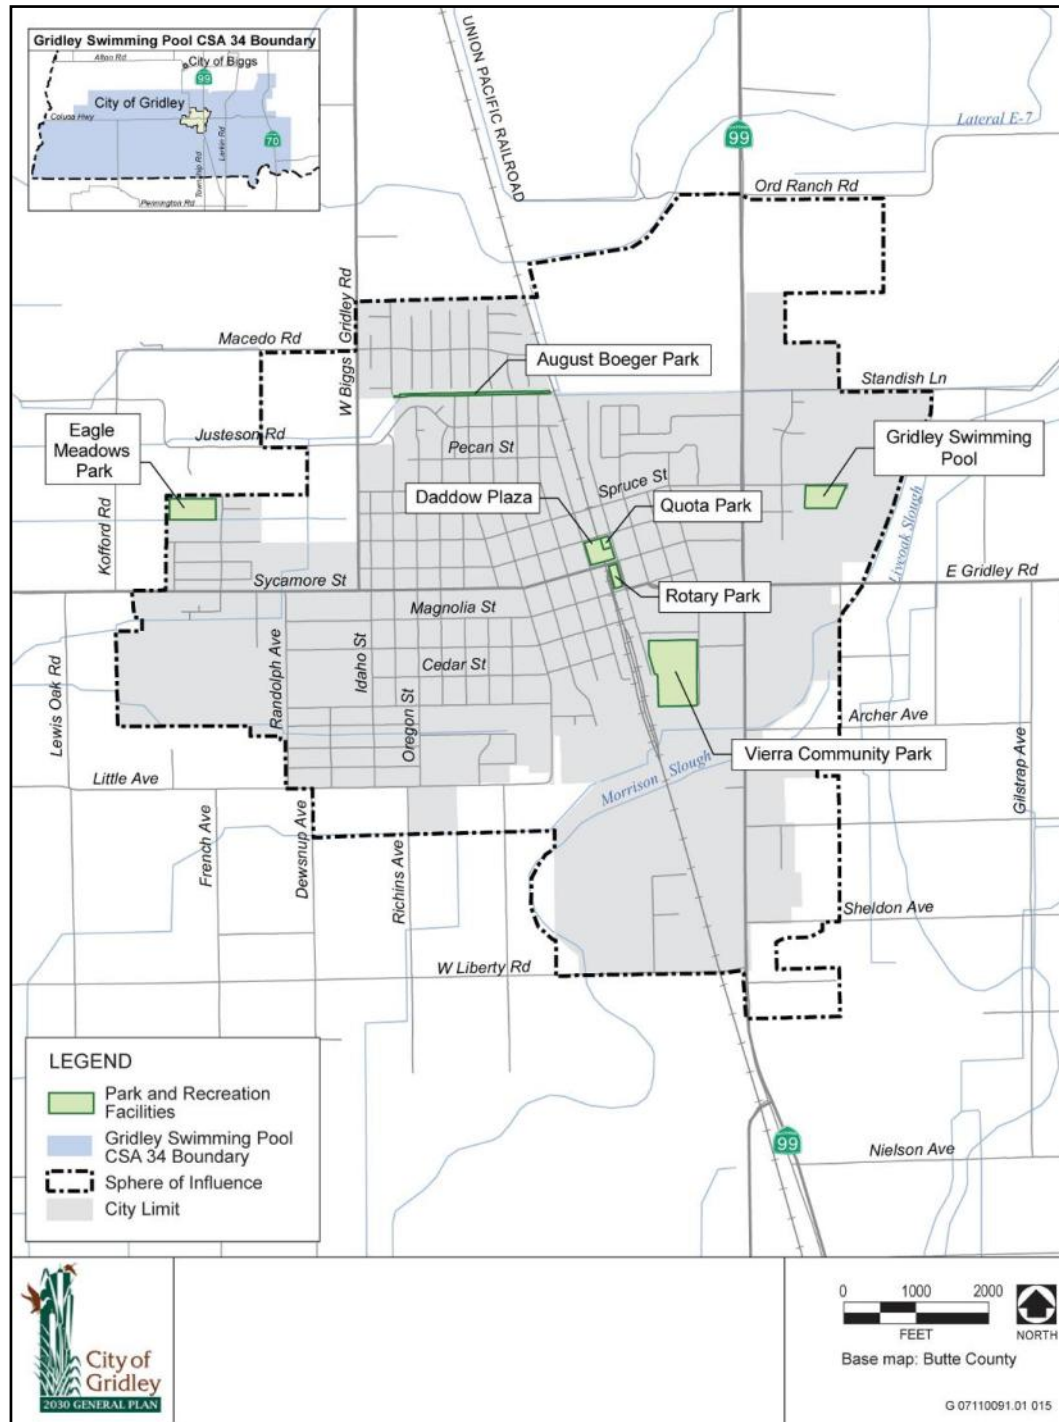 Gridley Swimming Pool CSA 34 Boundary
Alton Rd
City of Biggs
99
City of Gridley
Colusa Hwy
Larkin Rd
70
Township Rd
Pennington Rd
UNION PACIFIC RAILROAD
99
Lateral E-7
Ord Ranch Rd
W Biggs Gridley Rd
Macedo Rd
August Boeger Park
Standish Ln
Eagle
Meadows
Park
Justeson Rd
Pecan St
Gridley Swimming
Pool
Spruce St
Daddow Plaza
Quota Park
Kofford Rd
Liveoak Slough
Sycamore St
E Gridley Rd
Rotary Park
Magnolia St
Lewis Oak Rd
Randolph Ave
Idaho St
Cedar St
Oregon St
Archer Ave
Vierra Community Park
Little Ave
Morrison Slough
Gilstrap Ave
French Ave
Dewsnup Ave
Richins Ave
Sheldon Ave
W Liberty Rd
LEGEND
Park and Recreation
Facilities
Gridley Swimming Pool
CSA 34 Boundary
Sphere of Influence
City Limit
99
Nielson Ave
City of
Gridley
2030 GENERAL PLAN
0 1000 2000
FEET
NORTH
Base map: Butte County
G 07110091.01 015